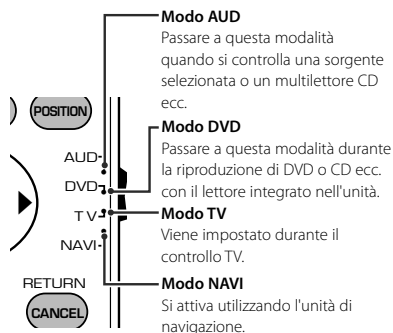 Modo AUD
Passare a questa modalità
quando si controlla una sorgente
selezionata o un multilettore CD
ecc.
Modo DVD
Passare a questa modalità durante
la riproduzione di DVD o CD ecc.
con il lettore integrato nell'unità.
Modo TV
Viene impostato durante il
controllo TV.
Modo NAVI
Si attiva utilizzando l'unità di
navigazione.
POSITION
AUD
DVD
TV
NAVI
RETURN
CANCEL